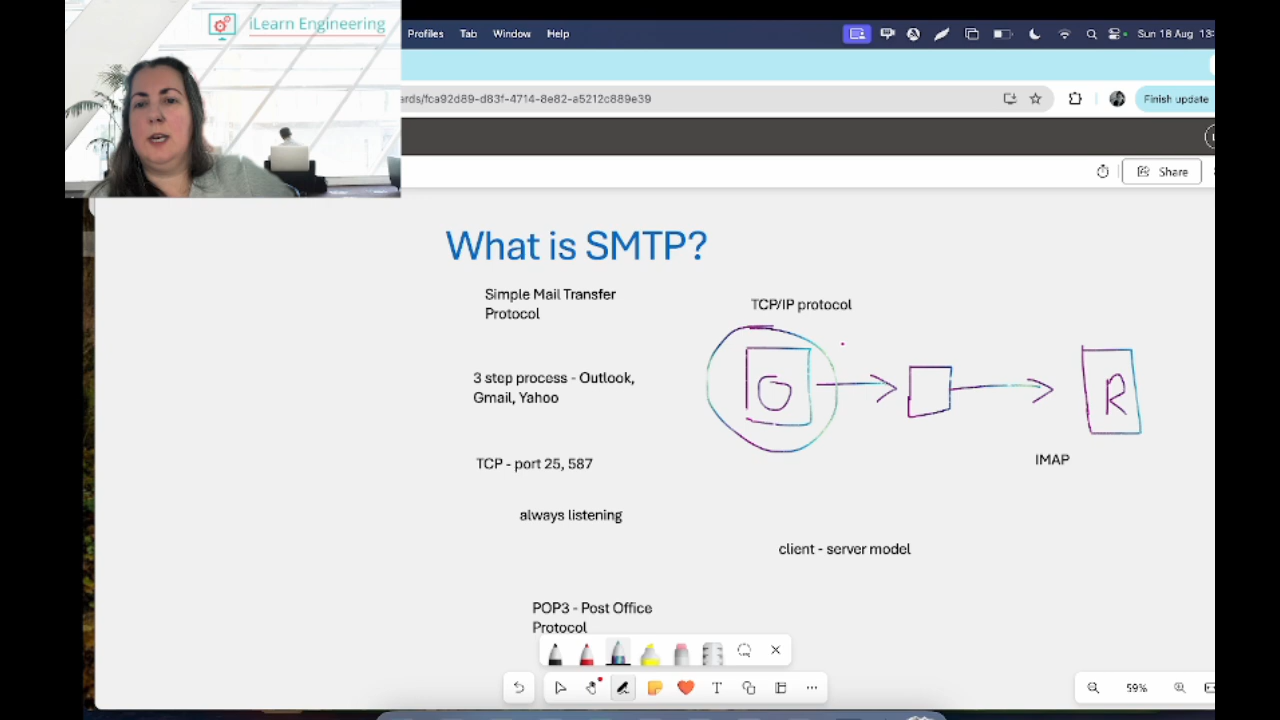 iLearn Engineering
Profiles Tab Window Help
Sun 18 Aug 13:
ards/fca92d89-d83f-4714-8e82-a5212c889e39
Finish update
Share
What is SMTP?
Simple Mail Transfer
Protocol
TCP/IP protocol
3 step process - Outlook,
Gmail, Yahoo
O
R
TCP - port 25, 587
IMAP
always listening
client - server model
POP3 - Post Office
Protocol
T
59%